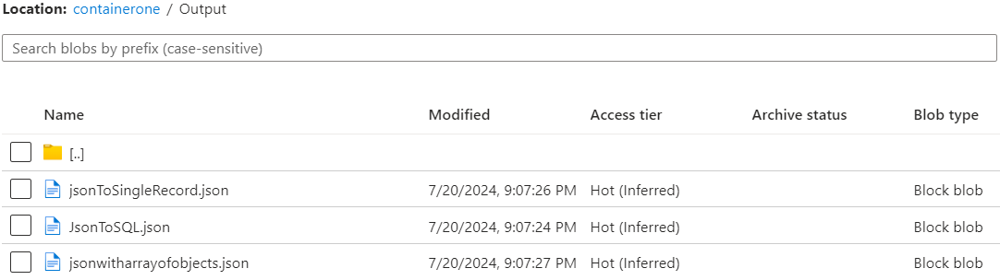 Location: containerone / Output
Search blobs by prefix (case-sensitive)
Name Modified Access tier Archive status Blob type
[..]
jsonToSingleRecord.json 7/20/2024, 9:07:26 PM Hot (Inferred) Block blob
JsonToSQL.json 7/20/2024, 9:07:24 PM Hot (Inferred) Block blob
jsonwitharrayofobjects.json 7/20/2024, 9:07:27 PM Hot (Inferred) Block blob